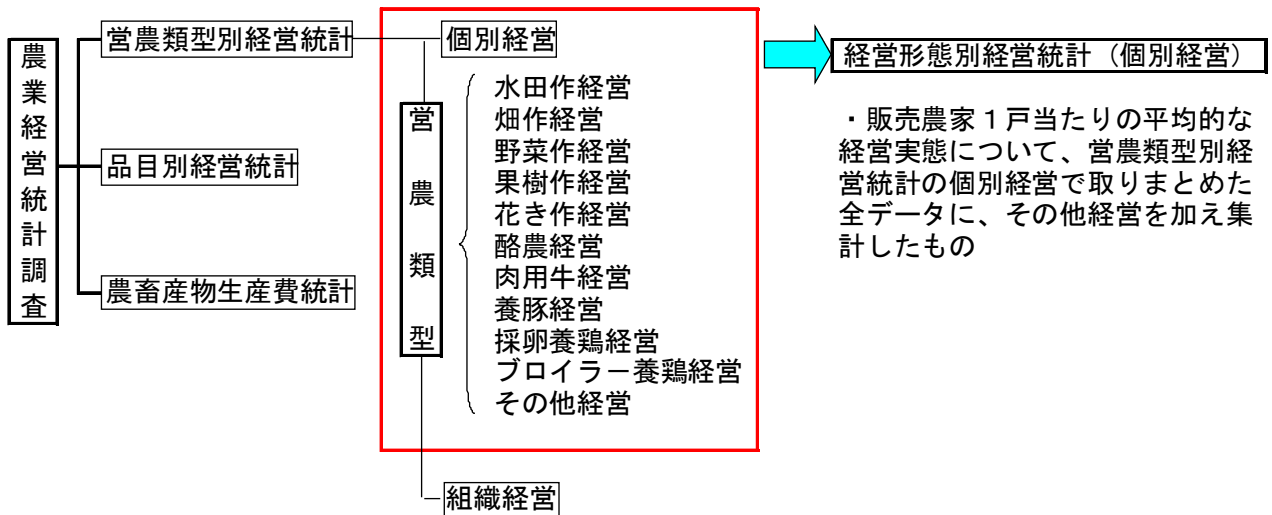 農業経営統計調査
営農類型別経営統計
品目別経営統計
農畜産物生産費統計
個別経営
営農類型
水田作経営
畑作経営
野菜作経営
果樹作経営
花き作経営
酪農経営
肉用牛経営
養豚経営
採卵養鶏経営
ブロイラー養鶏経営
その他経営
組織経営
経営形態別経営統計（個別経営）
・販売農家１戸当たりの平均的な
経営実態について、営農類型別経
営統計の個別経営で取りまとめた
全データに、その他経営を加え集
計したもの